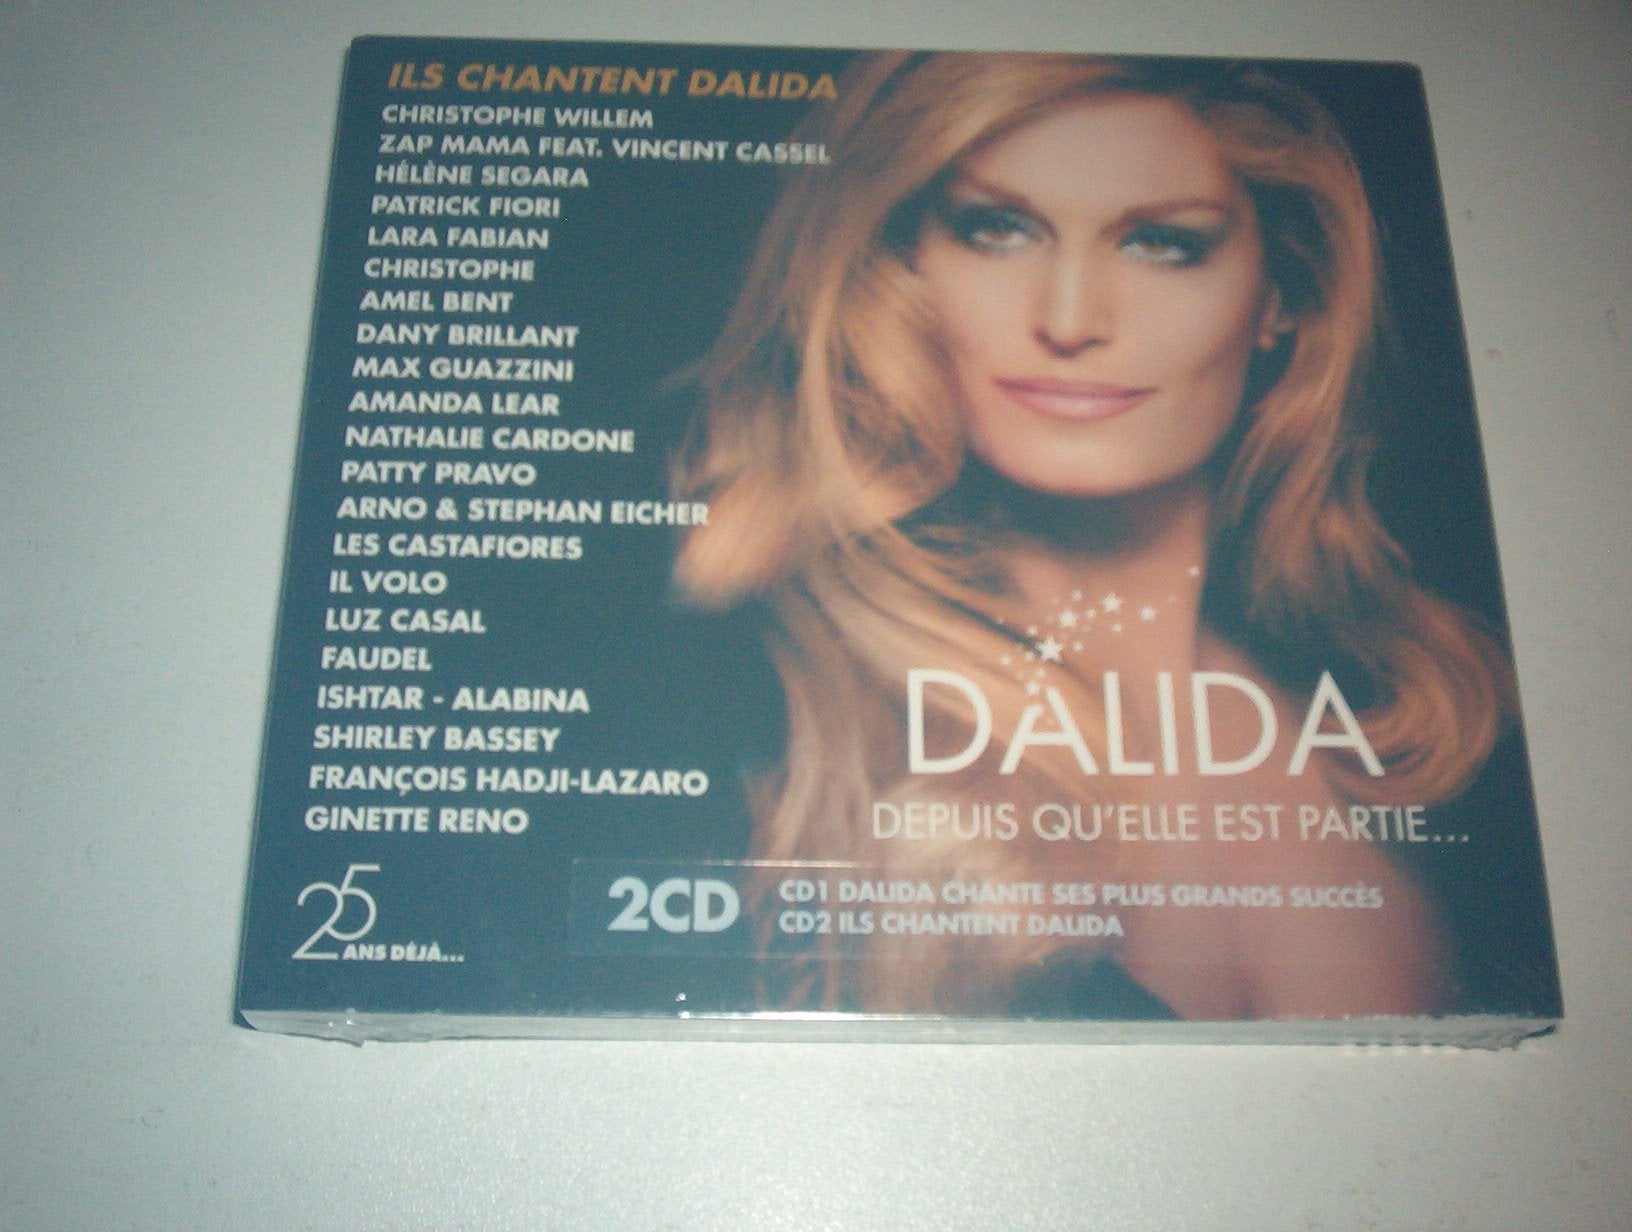 ILS CHANTENT DALIDA
CHRISTOPHE WILLEM
ZAP MAMA FEAT. VINCENT CASSEL
HÉLÈNE SEGARA
PATRICK FIORI
LARA FABIAN
CHRISTOPHE
AMEL BENT
DANY BRILLANT
MAX GUAZZINI
AMANDA LEAR
NATHALIE CARDONE
PATTY PRAVO
ARNO & STEPHAN EICHER
LES CASTAFIORES
IL VOLO
LUZ CASAL
FAUDEL
ISHTAR - ALABINA
SHIRLEY BASSEY
FRANÇOIS HADJI-LAZARO
GINETTE RENO
DALIDA
DEPUIS QU'ELLE EST PARTIE...
25
ANS DÉJÀ...
2CD
CD1 DALIDA CHANTE SES PLUS GRANDS SUCCÈS
CD2 ILS CHANTENT DALIDA